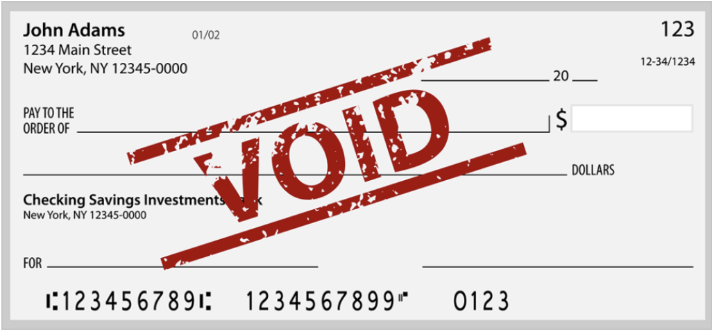 John Adams 01/02 123
1234 Main Street
New York, NY 12345-0000 12-34/1234
20
PAY TO THE
ORDER OF $
VOID
DOLLARS
Checking Savings Investments
New York, NY 12345-0000
FOR
⑆123456789⑆ 1234567899⑈ 0123